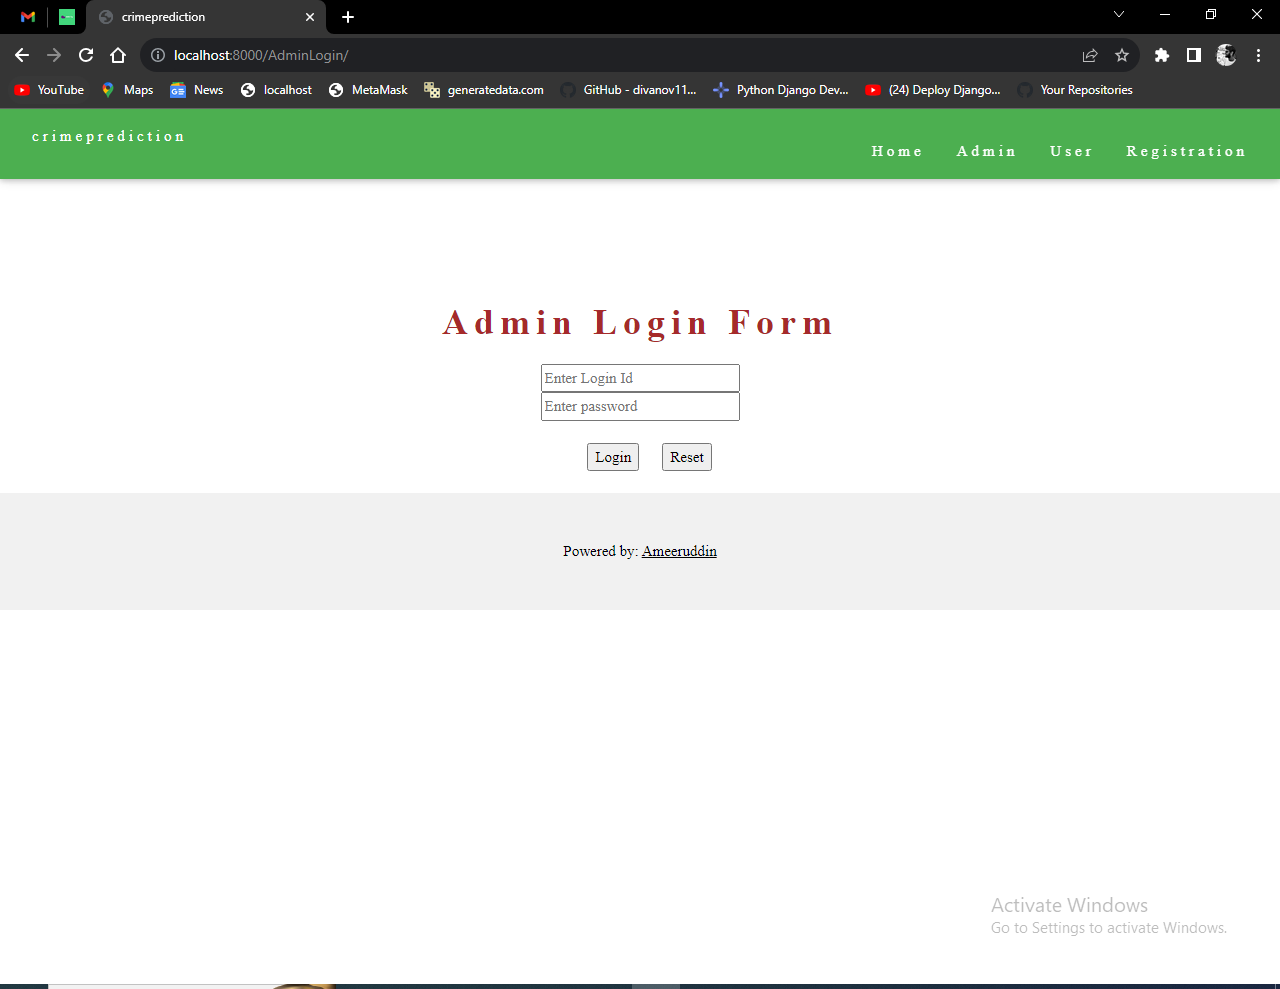 crimeprediction
localhost:8000/AdminLogin/
YouTube Maps News localhost MetaMask generatedata.com GitHub - divanov11... Python Django Dev... (24) Deploy Django... Your Repositories
crimeprediction
Home Admin User Registration
Admin Login Form
Enter Login Id
Enter password
Login Reset
Powered by: Ameeruddin
Activate Windows
Go to Settings to activate Windows.